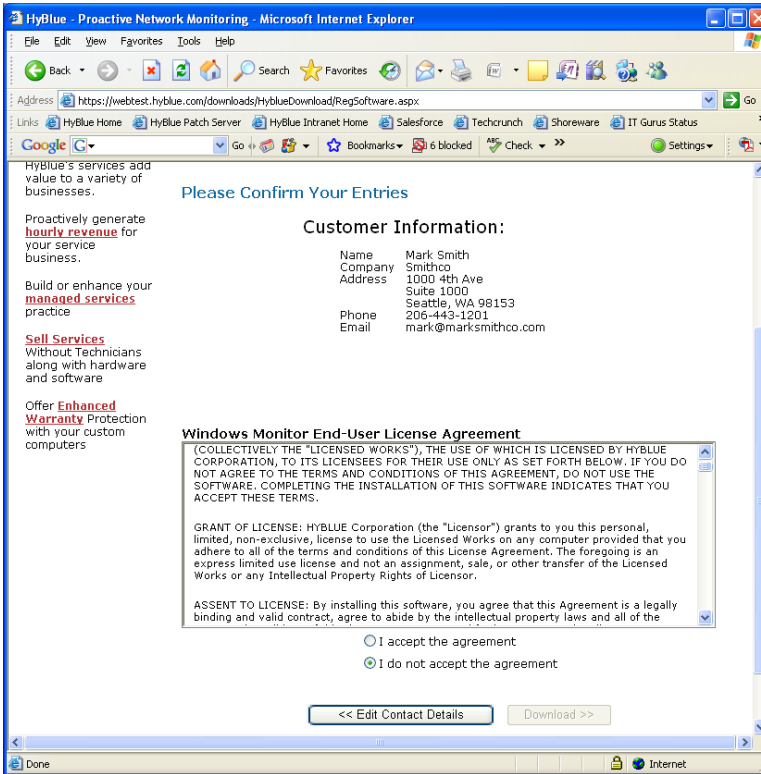 HyBlue - Proactive Network Monitoring - Microsoft Internet Explorer
File Edit View Favorites Tools Help
Back Search Favorites
Address https://webtest.hyblue.com/downloads/HyblueDownload/RegSoftware.aspx Go
Links HyBlue Home HyBlue Patch Server HyBlue Intranet Home Salesforce Techcrunch Shoreware IT Gurus Status
Google G Go Bookmarks 6 blocked ABC Check >> Settings
HyBlue's services add
value to a variety of
businesses.
Proactively generate
hourly revenue for
your service
business.
Build or enhance your
managed services
practice
Sell Services
Without Technicians
along with hardware
and software
Offer Enhanced
Warranty Protection
with your custom
computers
Please Confirm Your Entries
Customer Information:
Name Mark Smith
Company Smithco
Address 1000 4th Ave
Suite 1000
Seattle, WA 98153
Phone 206-443-1201
Email mark@marksmithco.com
Windows Monitor End-User License Agreement
(COLLECTIVELY THE "LICENSED WORKS"), THE USE OF WHICH IS LICENSED BY HYBLUE
CORPORATION, TO ITS LICENSEES FOR THEIR USE ONLY AS SET FORTH BELOW. IF YOU DO
NOT AGREE TO THE TERMS AND CONDITIONS OF THIS AGREEMENT, DO NOT USE THE
SOFTWARE. COMPLETING THE INSTALLATION OF THIS SOFTWARE INDICATES THAT YOU
ACCEPT THESE TERMS.
GRANT OF LICENSE: HYBLUE Corporation (the "Licensor") grants to you this personal,
limited, non-exclusive, license to use the Licensed Works on any computer provided that you
adhere to all of the terms and conditions of this License Agreement. The foregoing is an
express limited use license and not an assignment, sale, or other transfer of the Licensed
Works or any Intellectual Property Rights of Licensor.
ASSENT TO LICENSE: By installing this software, you agree that this Agreement is a legally
binding and valid contract, agree to abide by the intellectual property laws and all of the
I accept the agreement
I do not accept the agreement
<< Edit Contact Details Download >>
Done Internet